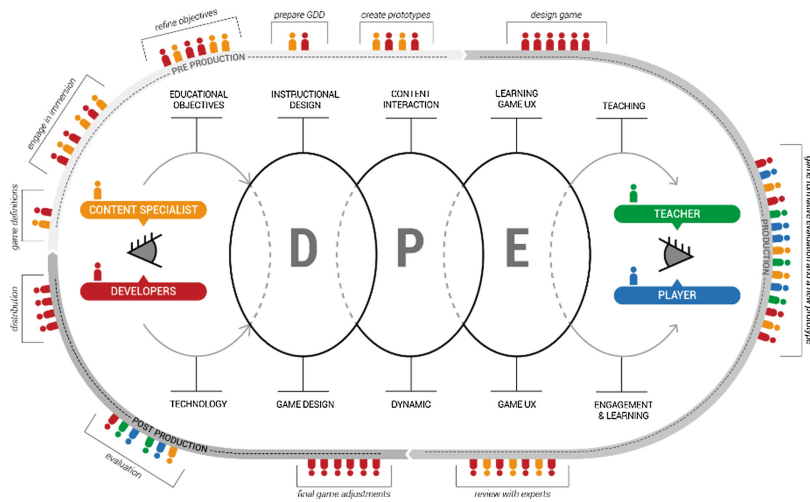 refine objectives
prepare GDD
create prototypes
design game
PRE PRODUCTION
engage in immersion
EDUCATIONAL
OBJECTIVES
INSTRUCTIONAL
DESIGN
CONTENT
INTERACTION
LEARNING
GAME UX
TEACHING
game definitions
CONTENT SPECIALIST
DEVELOPERS
D
P
E
TEACHER
PLAYER
PRODUCTION
distribution
TECHNOLOGY
GAME DESIGN
DYNAMIC
GAME UX
ENGAGEMENT
& LEARNING
POST PRODUCTION
evaluation
final game adjustments
review with experts